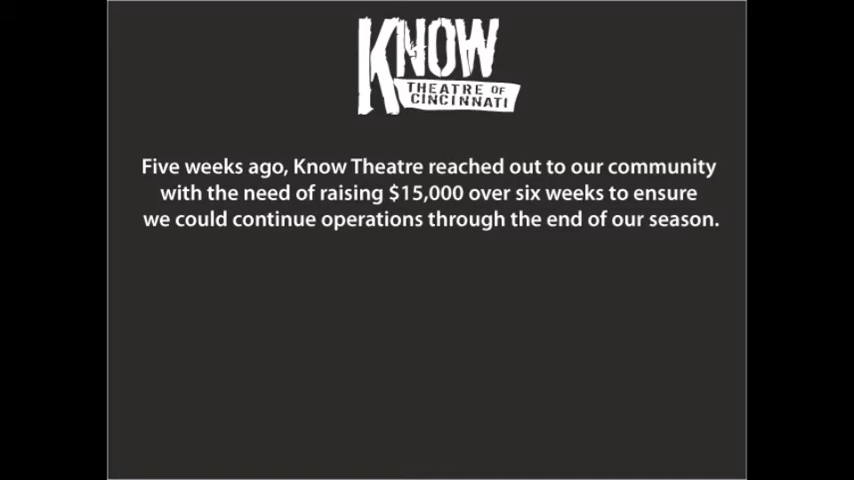 KNOW
THEATRE OF
CINCINNATI
Five weeks ago, Know Theatre reached out to our community
with the need of raising $15,000 over six weeks to ensure
we could continue operations through the end of our season.